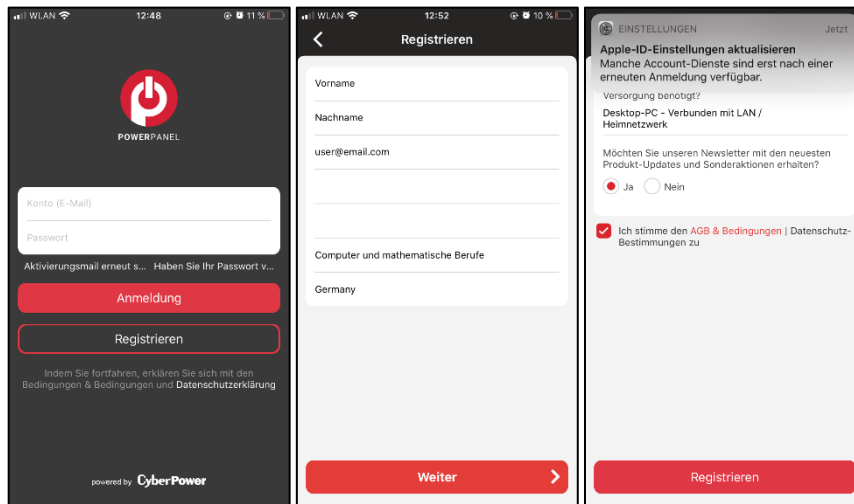 WLAN 12:48 11 %
POWERPANEL
Konto (E-Mail)
Passwort
Aktivierungsmail erneut s... Haben Sie Ihr Passwort v...
Anmeldung
Registrieren
Indem Sie fortfahren, erklären Sie sich mit den
Bedingungen & Bedingungen und Datenschutzerklärung
powered by CyberPower
WLAN 12:52 10 %
Registrieren
Vorname
Nachname
user@email.com
Computer und mathematische Berufe
Germany
Weiter
EINSTELLUNGEN Jetzt
Apple-ID-Einstellungen aktualisieren
Manche Account-Dienste sind erst nach einer
erneuten Anmeldung verfügbar.
Versorgung benötigt?
Desktop-PC - Verbunden mit LAN /
Heimnetzwerk
Möchten Sie unseren Newsletter mit den neuesten
Produkt-Updates und Sonderaktionen erhalten?
Ja Nein
Ich stimme den AGB & Bedingungen | Datenschutz-
Bestimmungen zu
Registrieren